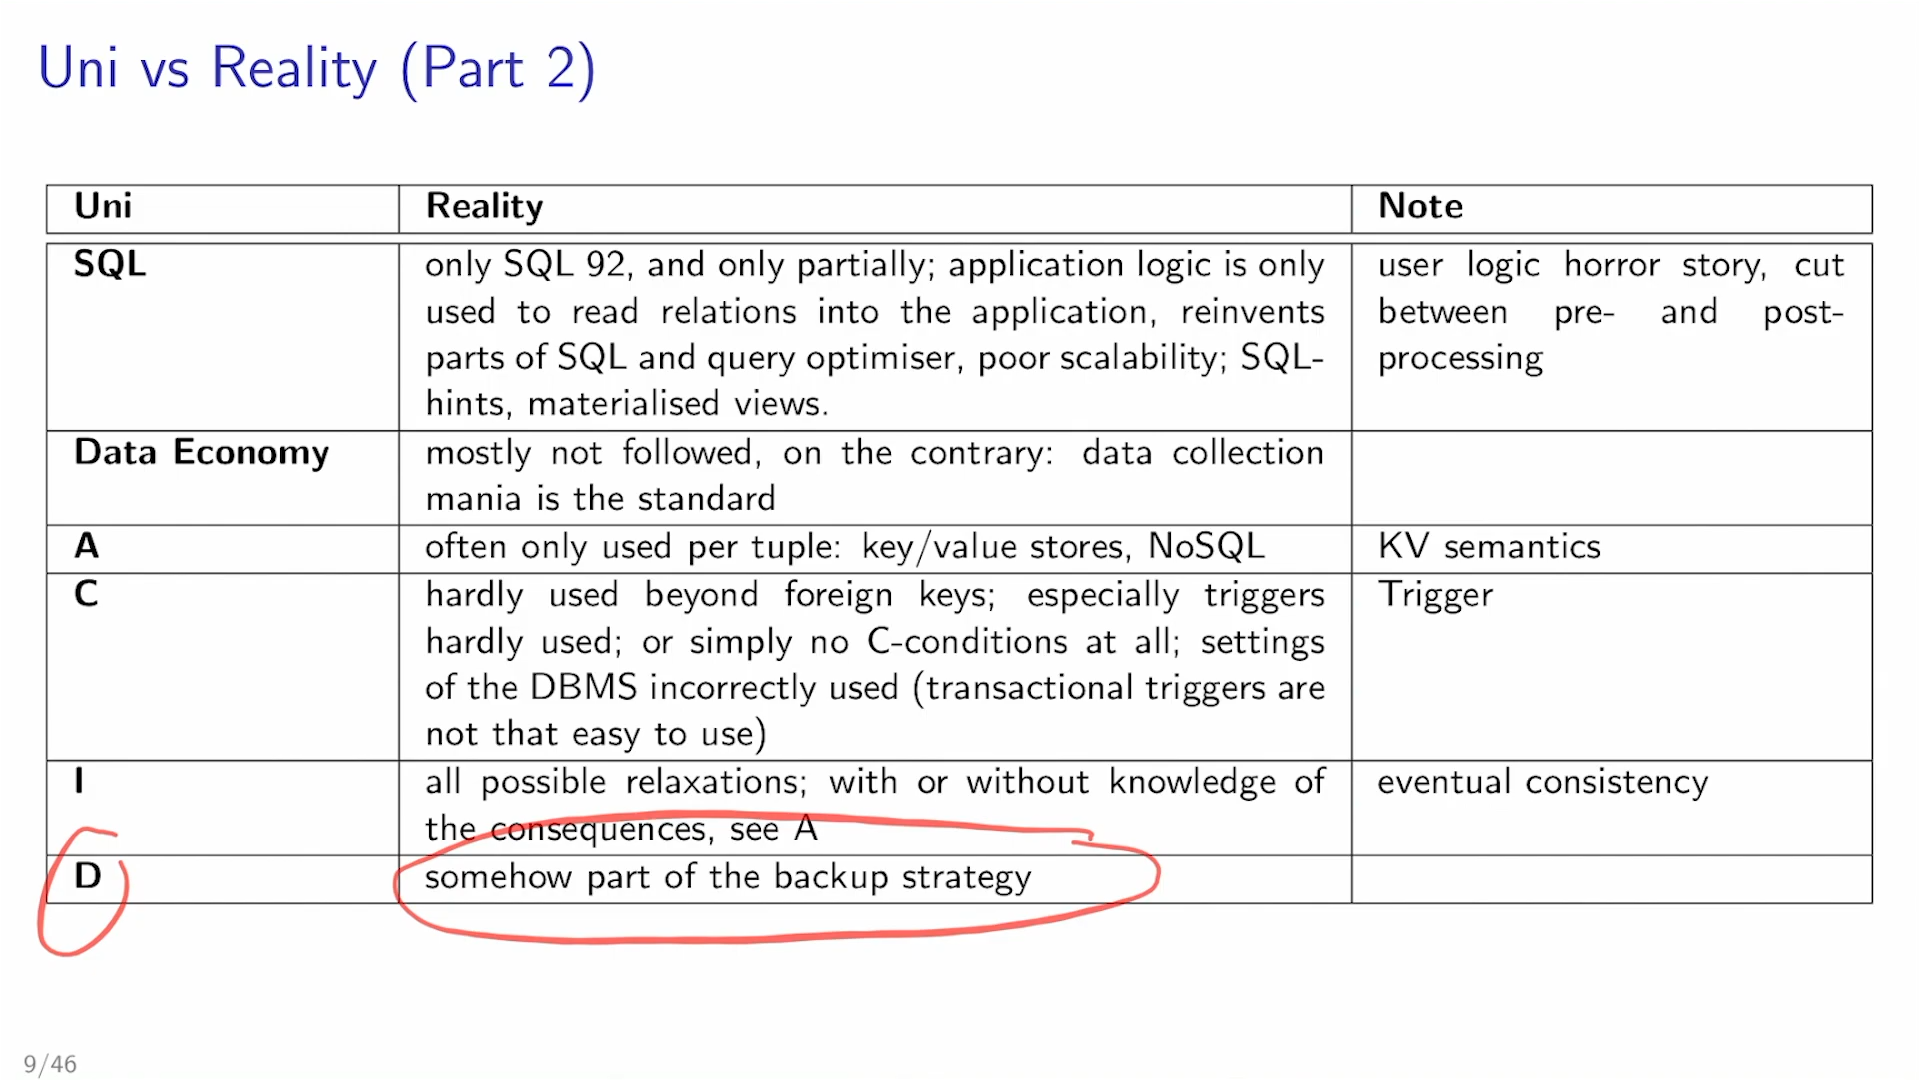 Uni vs Reality (Part 2)
Uni Reality Note
SQL only SQL 92, and only partially; application logic is only user logic horror story, cut
used to read relations into the application, reinvents between pre- and post-
parts of SQL and query optimiser, poor scalability; SQL- processing
hints, materialised views.
Data Economy mostly not followed, on the contrary: data collection
mania is the standard
A often only used per tuple: key/value stores, NoSQL KV semantics
C hardly used beyond foreign keys; especially triggers Trigger
hardly used; or simply no C-conditions at all; settings
of the DBMS incorrectly used (transactional triggers are
not that easy to use)
I all possible relaxations; with or without knowledge of eventual consistency
the consequences, see A
D somehow part of the backup strategy
9/46